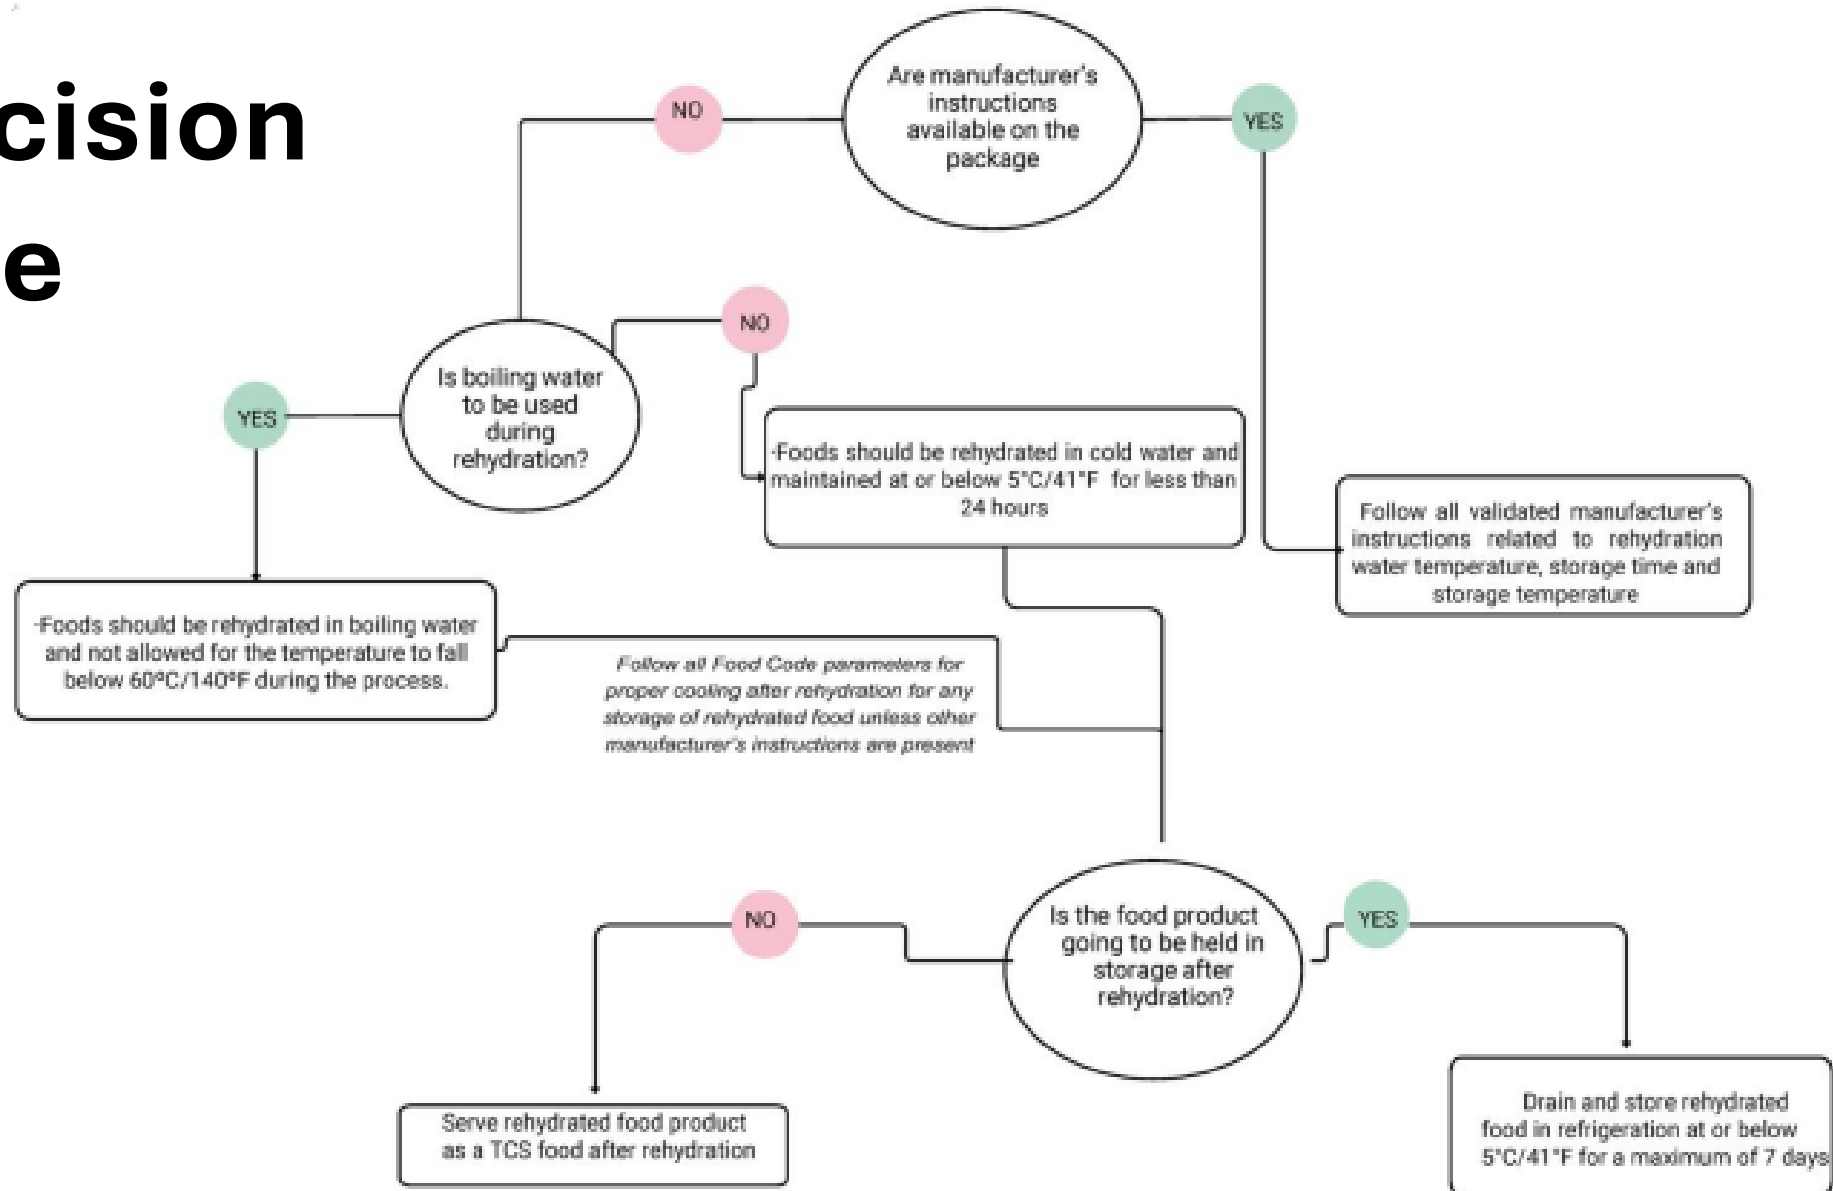 cision
e
Are manufacturer's
instructions
available on the
package
NO
YES
NO
Is boiling water
to be used
during
rehydration?
YES
-Foods should be rehydrated in cold water and
maintained at or below 5°C/41°F for less than
24 hours
Follow all validated manufacturer's
instructions related to rehydration
water temperature, storage time and
storage temperature
-Foods should be rehydrated in boiling water
and not allowed for the temperature to fall
below 60ºC/140ºF during the process.
Follow all Food Code parameters for
proper cooling after rehydration for any
storage of rehydrated food unless other
manufacturer's instructions are present
NO
YES
Is the food product
going to be held in
storage after
rehydration?
Serve rehydrated food product
as a TCS food after rehydration
Drain and store rehydrated
food in refrigeration at or below
5°C/41°F for a maximum of 7 days